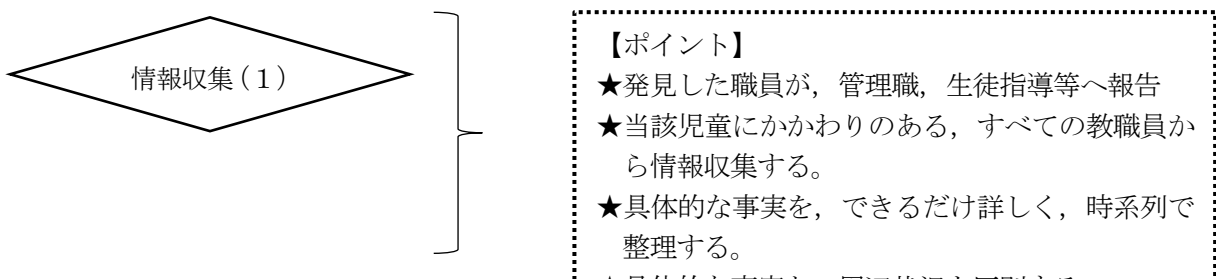 情報収集(1)
【ポイント】
★発見した職員が，管理職，生徒指導等へ報告
★当該児童にかかわりのある，すべての教職員か
ら情報収集する。
★具体的な事実を，できるだけ詳しく，時系列で
整理する。